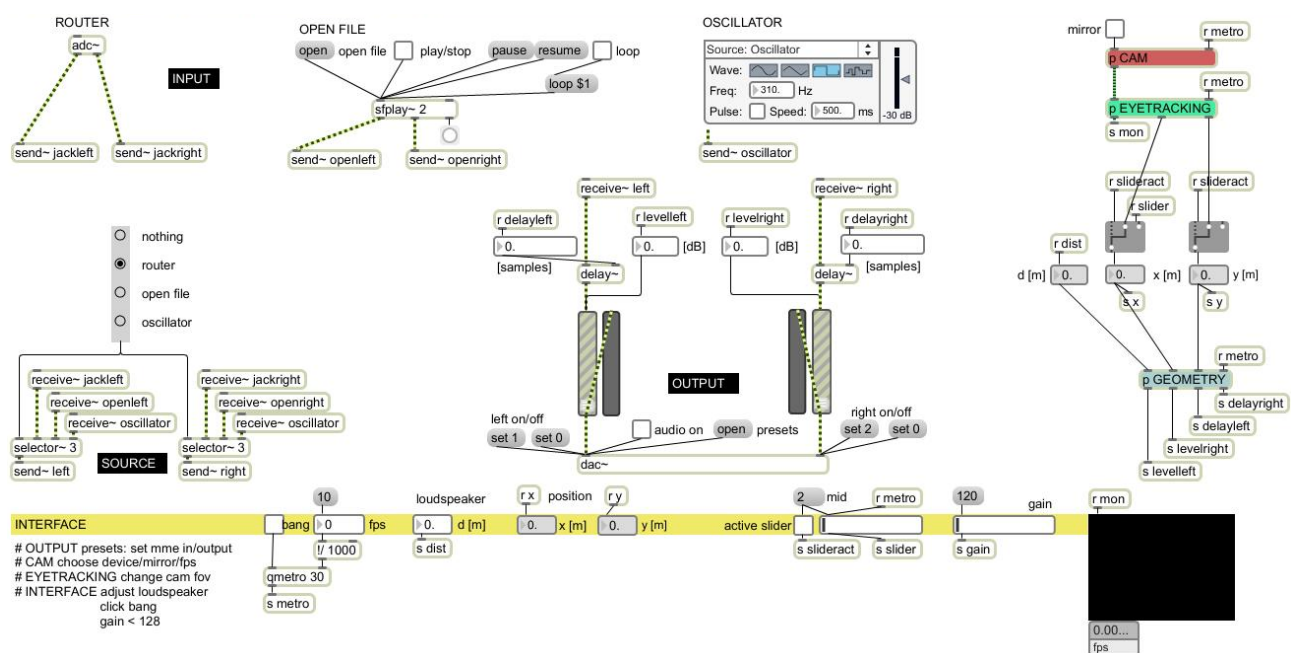 ROUTER
adc~
INPUT
send~ jackleft
send~ jackright
OPEN FILE
open
open file
play/stop
pause
resume
loop
loop $1
sfplay~ 2
send~ openleft
send~ openright
OSCILLATOR
Source: Oscillator
Wave:
Freq:
310.
Hz
Pulse:
Speed:
500.
ms
-30 dB
send~ oscillator
mirror
r metro
p CAM
r metro
p EYETRACKING
s mon
r slideract
r slideract
r slider
r dist
d [m]
0.
0.
x [m]
0.
y [m]
s x
s y
r metro
p GEOMETRY
s delayright
s delayleft
s levelright
s levelleft
nothing
router
open file
oscillator
receive~ jackleft
receive~ openleft
receive~ oscillator
selector~ 3
send~ left
SOURCE
receive~ jackright
receive~ openright
receive~ oscillator
selector~ 3
send~ right
receive~ left
receive~ right
r delayleft
0.
[samples]
r levelleft
0.
[dB]
r levelright
0.
[dB]
r delayright
0.
[samples]
delay~
delay~
OUTPUT
left on/off
set 1
set 0
audio on
open
presets
right on/off
set 2
set 0
dac~
INTERFACE
bang
10
0
fps
!/ 1000
qmetro 30
s metro
loudspeaker
0.
d [m]
s dist
r x
position
r y
0.
x [m]
0.
y [m]
active slider
2
mid
r metro
s slideract
s slider
120
gain
s gain
r mon
0.00...
fps
# OUTPUT presets: set mme in/output
# CAM choose device/mirror/fps
# EYETRACKING change cam fov
# INTERFACE adjust loudspeaker
click bang
gain < 128